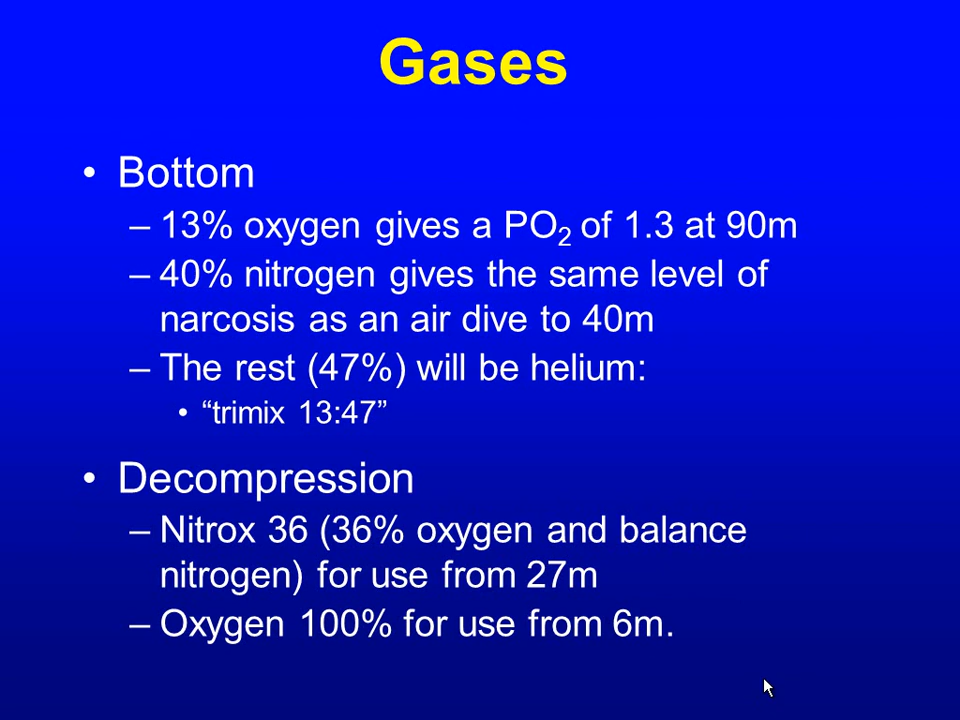 Gases
• Bottom
– 13% oxygen gives a PO₂ of 1.3 at 90m
– 40% nitrogen gives the same level of
narcosis as an air dive to 40m
– The rest (47%) will be helium:
• “trimix 13:47”
• Decompression
– Nitrox 36 (36% oxygen and balance
nitrogen) for use from 27m
– Oxygen 100% for use from 6m.